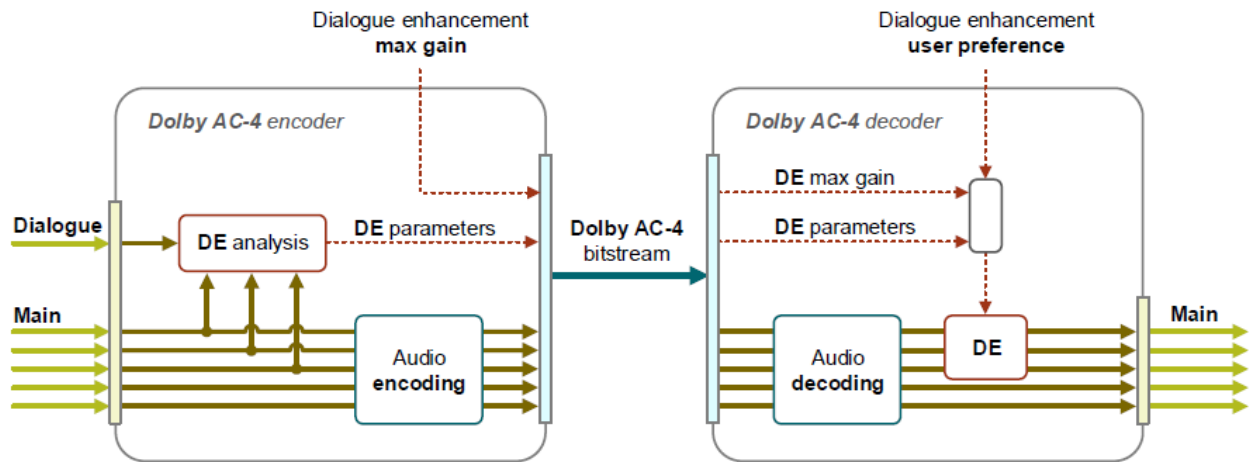 Dialogue enhancement
max gain
Dialogue enhancement
user preference
Dolby AC-4 encoder
Dolby AC-4 decoder
DE max gain
Dialogue
DE analysis
DE parameters
Dolby AC-4
bitstream
DE parameters
Main
Audio
encoding
Audio
decoding
DE
Main